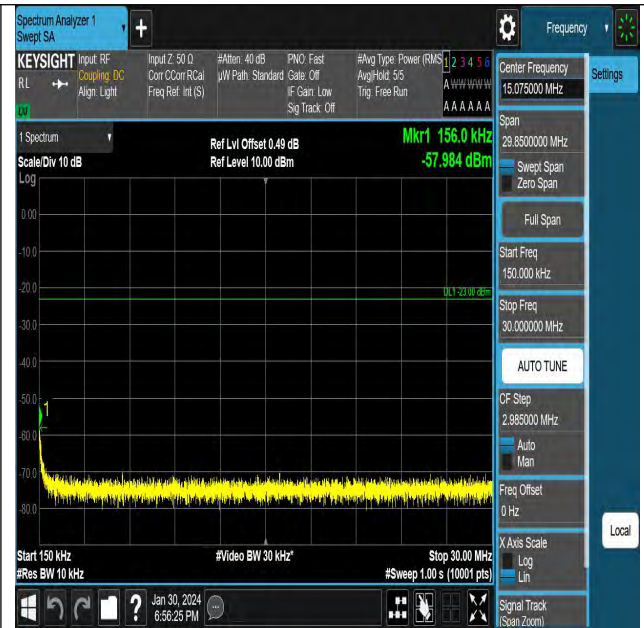 Spectrum Analyzer 1
Swept SA
+
Frequency
KEYSIGHT
RL
Input: RF
Coupling: DC
Align: Light
Input Z: 50 Ω
Corr CCorr RCal
Freq Ref: Int (S)
#Atten: 40 dB
µW Path: Standard
PNO: Fast
Gate: Off
IF Gain: Low
Sig Track: Off
#Avg Type: Power (RMS
Avg|Hold: 5/5
Trig: Free Run
1 2 3 4 5 6
A W W W W W
A A A A A A
1 Spectrum
Scale/Div 10 dB
Log
Ref Lvl Offset 0.49 dB
Ref Level 10.00 dBm
Mkr1 156.0 kHz
-57.984 dBm
0.00
-10.0
-20.0
DL1 -23.00 dBm
-30.0
-40.0
-50.0
1
-60.0
-70.0
-80.0
Start 150 kHz
#Res BW 10 kHz
#Video BW 30 kHz*
Stop 30.00 MHz
#Sweep 1.00 s (10001 pts)
Center Frequency
15.075000 MHz
Settings
Span
29.8500000 MHz
Swept Span
Zero Span
Full Span
Start Freq
150.000 kHz
Stop Freq
30.000000 MHz
AUTO TUNE
CF Step
2.985000 MHz
Auto
Man
Freq Offset
0 Hz
X Axis Scale
Log
Lin
Local
Signal Track
(Span Zoom)
?
Jan 30, 2024
6:56:25 PM